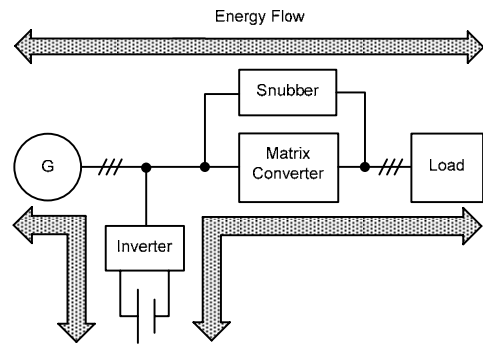 Energy Flow
Snubber
G
Matrix
Converter
Load
Inverter